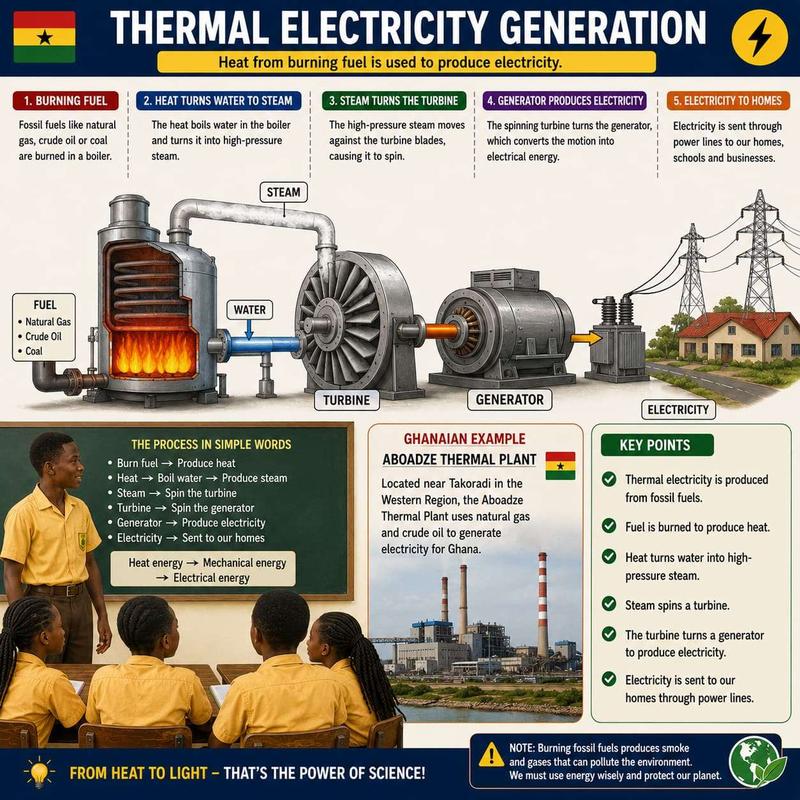 THERMAL ELECTRICITY GENERATION
Heat from burning fuel is used to produce electricity.
1. BURNING FUEL
Fossil fuels like natural
gas, crude oil or coal
are burned in a boiler.
2. HEAT TURNS WATER TO STEAM
The heat boils water in the boiler
and turns it into high-pressure
steam.
3. STEAM TURNS THE TURBINE
The high-pressure steam moves
against the turbine blades,
causing it to spin.
4. GENERATOR PRODUCES ELECTRICITY
The spinning turbine turns the generator,
which converts the motion into
electrical energy.
5. ELECTRICITY TO HOMES
Electricity is sent through
power lines to our homes,
schools and businesses.
STEAM
FUEL
• Natural Gas
• Crude Oil
• Coal
WATER
TURBINE
GENERATOR
ELECTRICITY
THE PROCESS IN SIMPLE WORDS
• Burn fuel → Produce heat
• Heat → Boil water → Produce steam
• Steam → Spin the turbine
• Turbine → Spin the generator
• Generator → Produce electricity
• Electricity → Sent to our homes
Heat energy → Mechanical energy
→ Electrical energy
GHANAIAN EXAMPLE
ABOADZE THERMAL PLANT
Located near Takoradi in the
Western Region, the Aboadze
Thermal Plant uses natural gas
and crude oil to generate
electricity for Ghana.
KEY POINTS
Thermal electricity is produced
from fossil fuels.
Fuel is burned to produce heat.
Heat turns water into high-
pressure steam.
Steam spins a turbine.
The turbine turns a generator
to produce electricity.
Electricity is sent to our
homes through power lines.
FROM HEAT TO LIGHT – THAT'S THE POWER OF SCIENCE!
NOTE: Burning fossil fuels produces smoke
and gases that can pollute the environment.
We must use energy wisely and protect our planet.